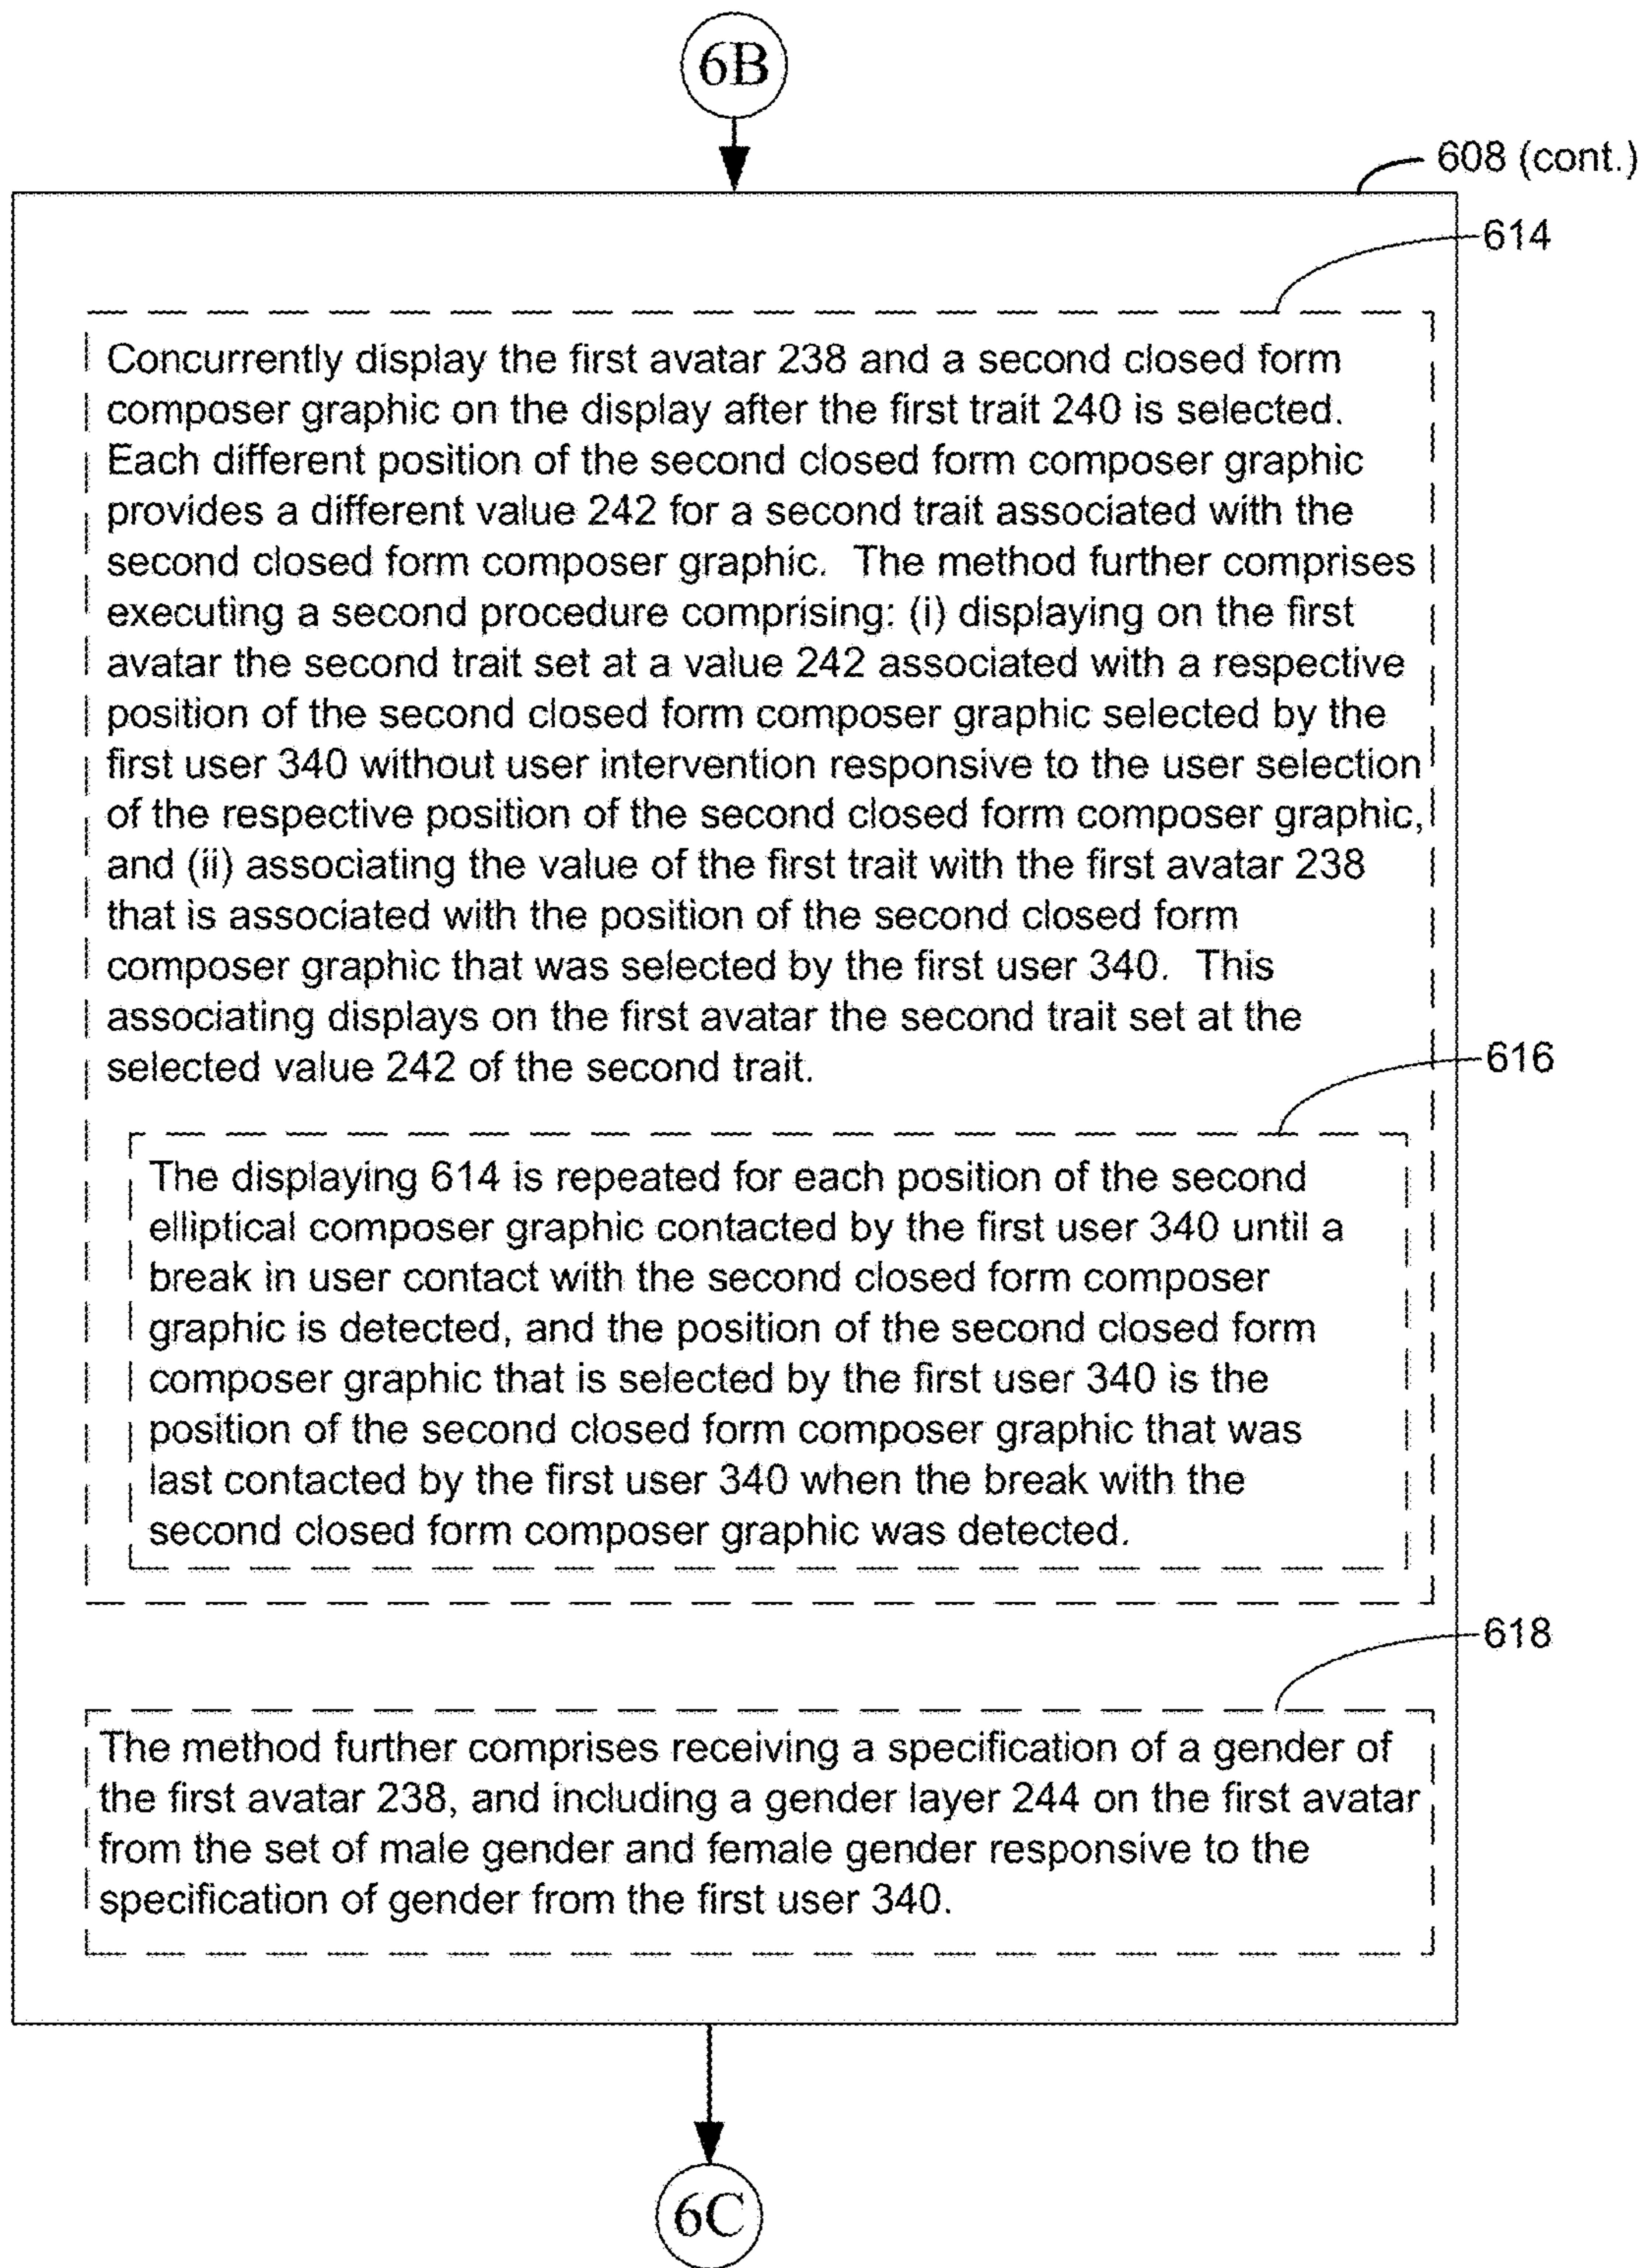 6B
608 (cont.)
614
Concurrently display the first avatar 238 and a second closed form
composer graphic on the display after the first trait 240 is selected.
Each different position of the second closed form composer graphic
provides a different value 242 for a second trait associated with the
second closed form composer graphic.  The method further comprises
executing a second procedure comprising: (i) displaying on the first
avatar the second trait set at a value 242 associated with a respective
position of the second closed form composer graphic selected by the
first user 340 without user intervention responsive to the user selection
of the respective position of the second closed form composer graphic,
and (ii) associating the value of the first trait with the first avatar 238
that is associated with the position of the second closed form
composer graphic that was selected by the first user 340.  This
associating displays on the first avatar the second trait set at the
selected value 242 of the second trait.
616
The displaying 614 is repeated for each position of the second
elliptical composer graphic contacted by the first user 340 until a
break in user contact with the second closed form composer
graphic is detected, and the position of the second closed form
composer graphic that is selected by the first user 340 is the
position of the second closed form composer graphic that was
last contacted by the first user 340 when the break with the
second closed form composer graphic was detected.
618
The method further comprises receiving a specification of a gender of
the first avatar 238, and including a gender layer 244 on the first avatar
from the set of male gender and female gender responsive to the
specification of gender from the first user 340.
6C